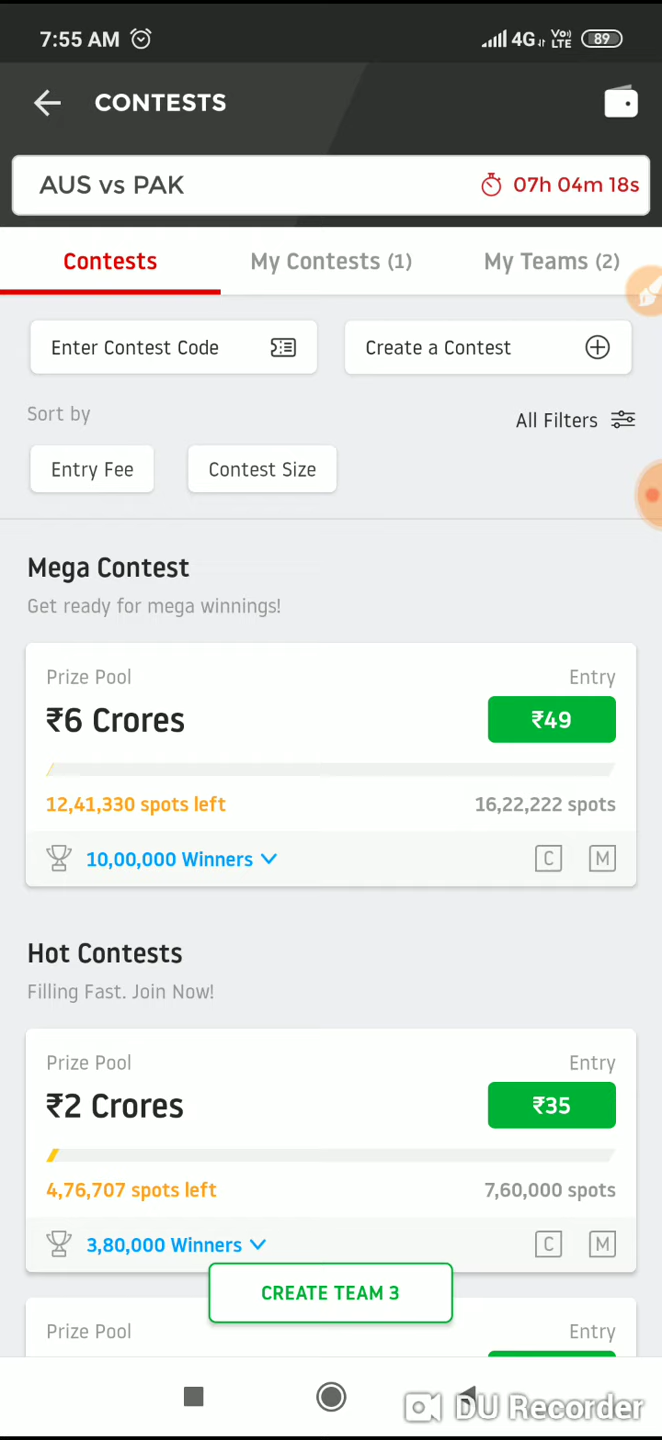 7:55 AM 4G Vo) LTE 89
CONTESTS
AUS vs PAK 07h 04m 18s
Contests My Contests (1) My Teams (2)
Enter Contest Code Create a Contest
Sort by All Filters
Entry Fee Contest Size
Mega Contest
Get ready for mega winnings!
Prize Pool Entry
₹6 Crores ₹49
12,41,330 spots left 16,22,222 spots
10,00,000 Winners C M
Hot Contests
Filling Fast. Join Now!
Prize Pool Entry
₹2 Crores ₹35
4,76,707 spots left 7,60,000 spots
3,80,000 Winners C M
CREATE TEAM 3
Prize Pool Entry
DU Recorder